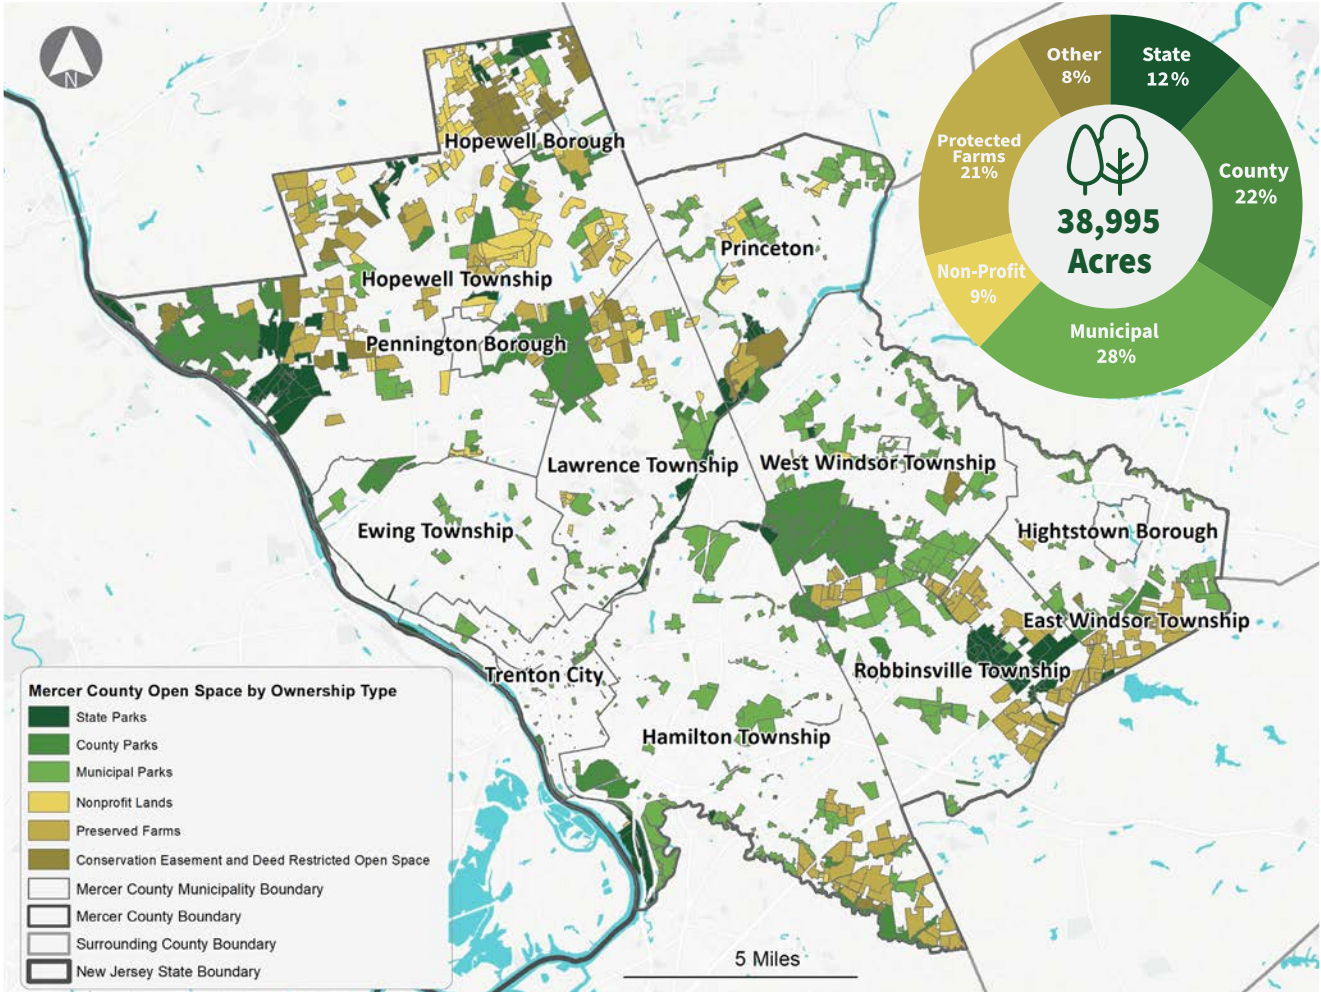 N
Hopewell Borough
Princeton
Hopewell Township
Pennington Borough
Lawrence Township
West Windsor Township
Ewing Township
Hightstown Borough
East Windsor Township
Trenton City
Robbinsville Township
Hamilton Township
Other
8%
State
12%
Protected
Farms
21%
County
22%
38,995
Acres
Non-Profit
9%
Municipal
28%
Mercer County Open Space by Ownership Type
State Parks
County Parks
Municipal Parks
Nonprofit Lands
Preserved Farms
Conservation Easement and Deed Restricted Open Space
Mercer County Municipality Boundary
Mercer County Boundary
Surrounding County Boundary
New Jersey State Boundary
5 Miles